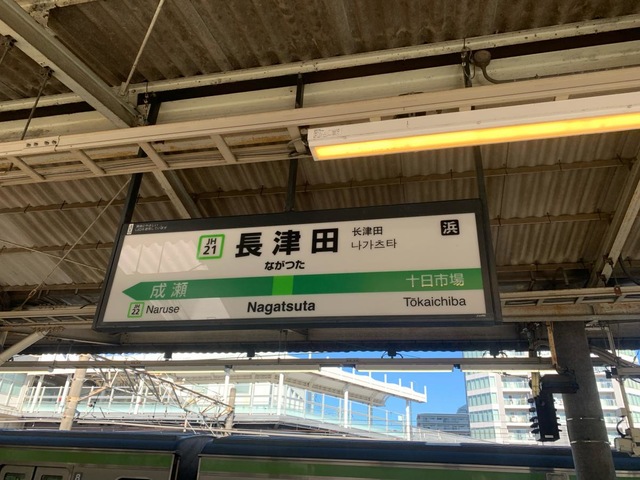 JH
21
長津田
长津田
나가츠타
浜
ながつた
成瀬
十日市場
JH
22
Naruse
Nagatsuta
Tōkaichiba